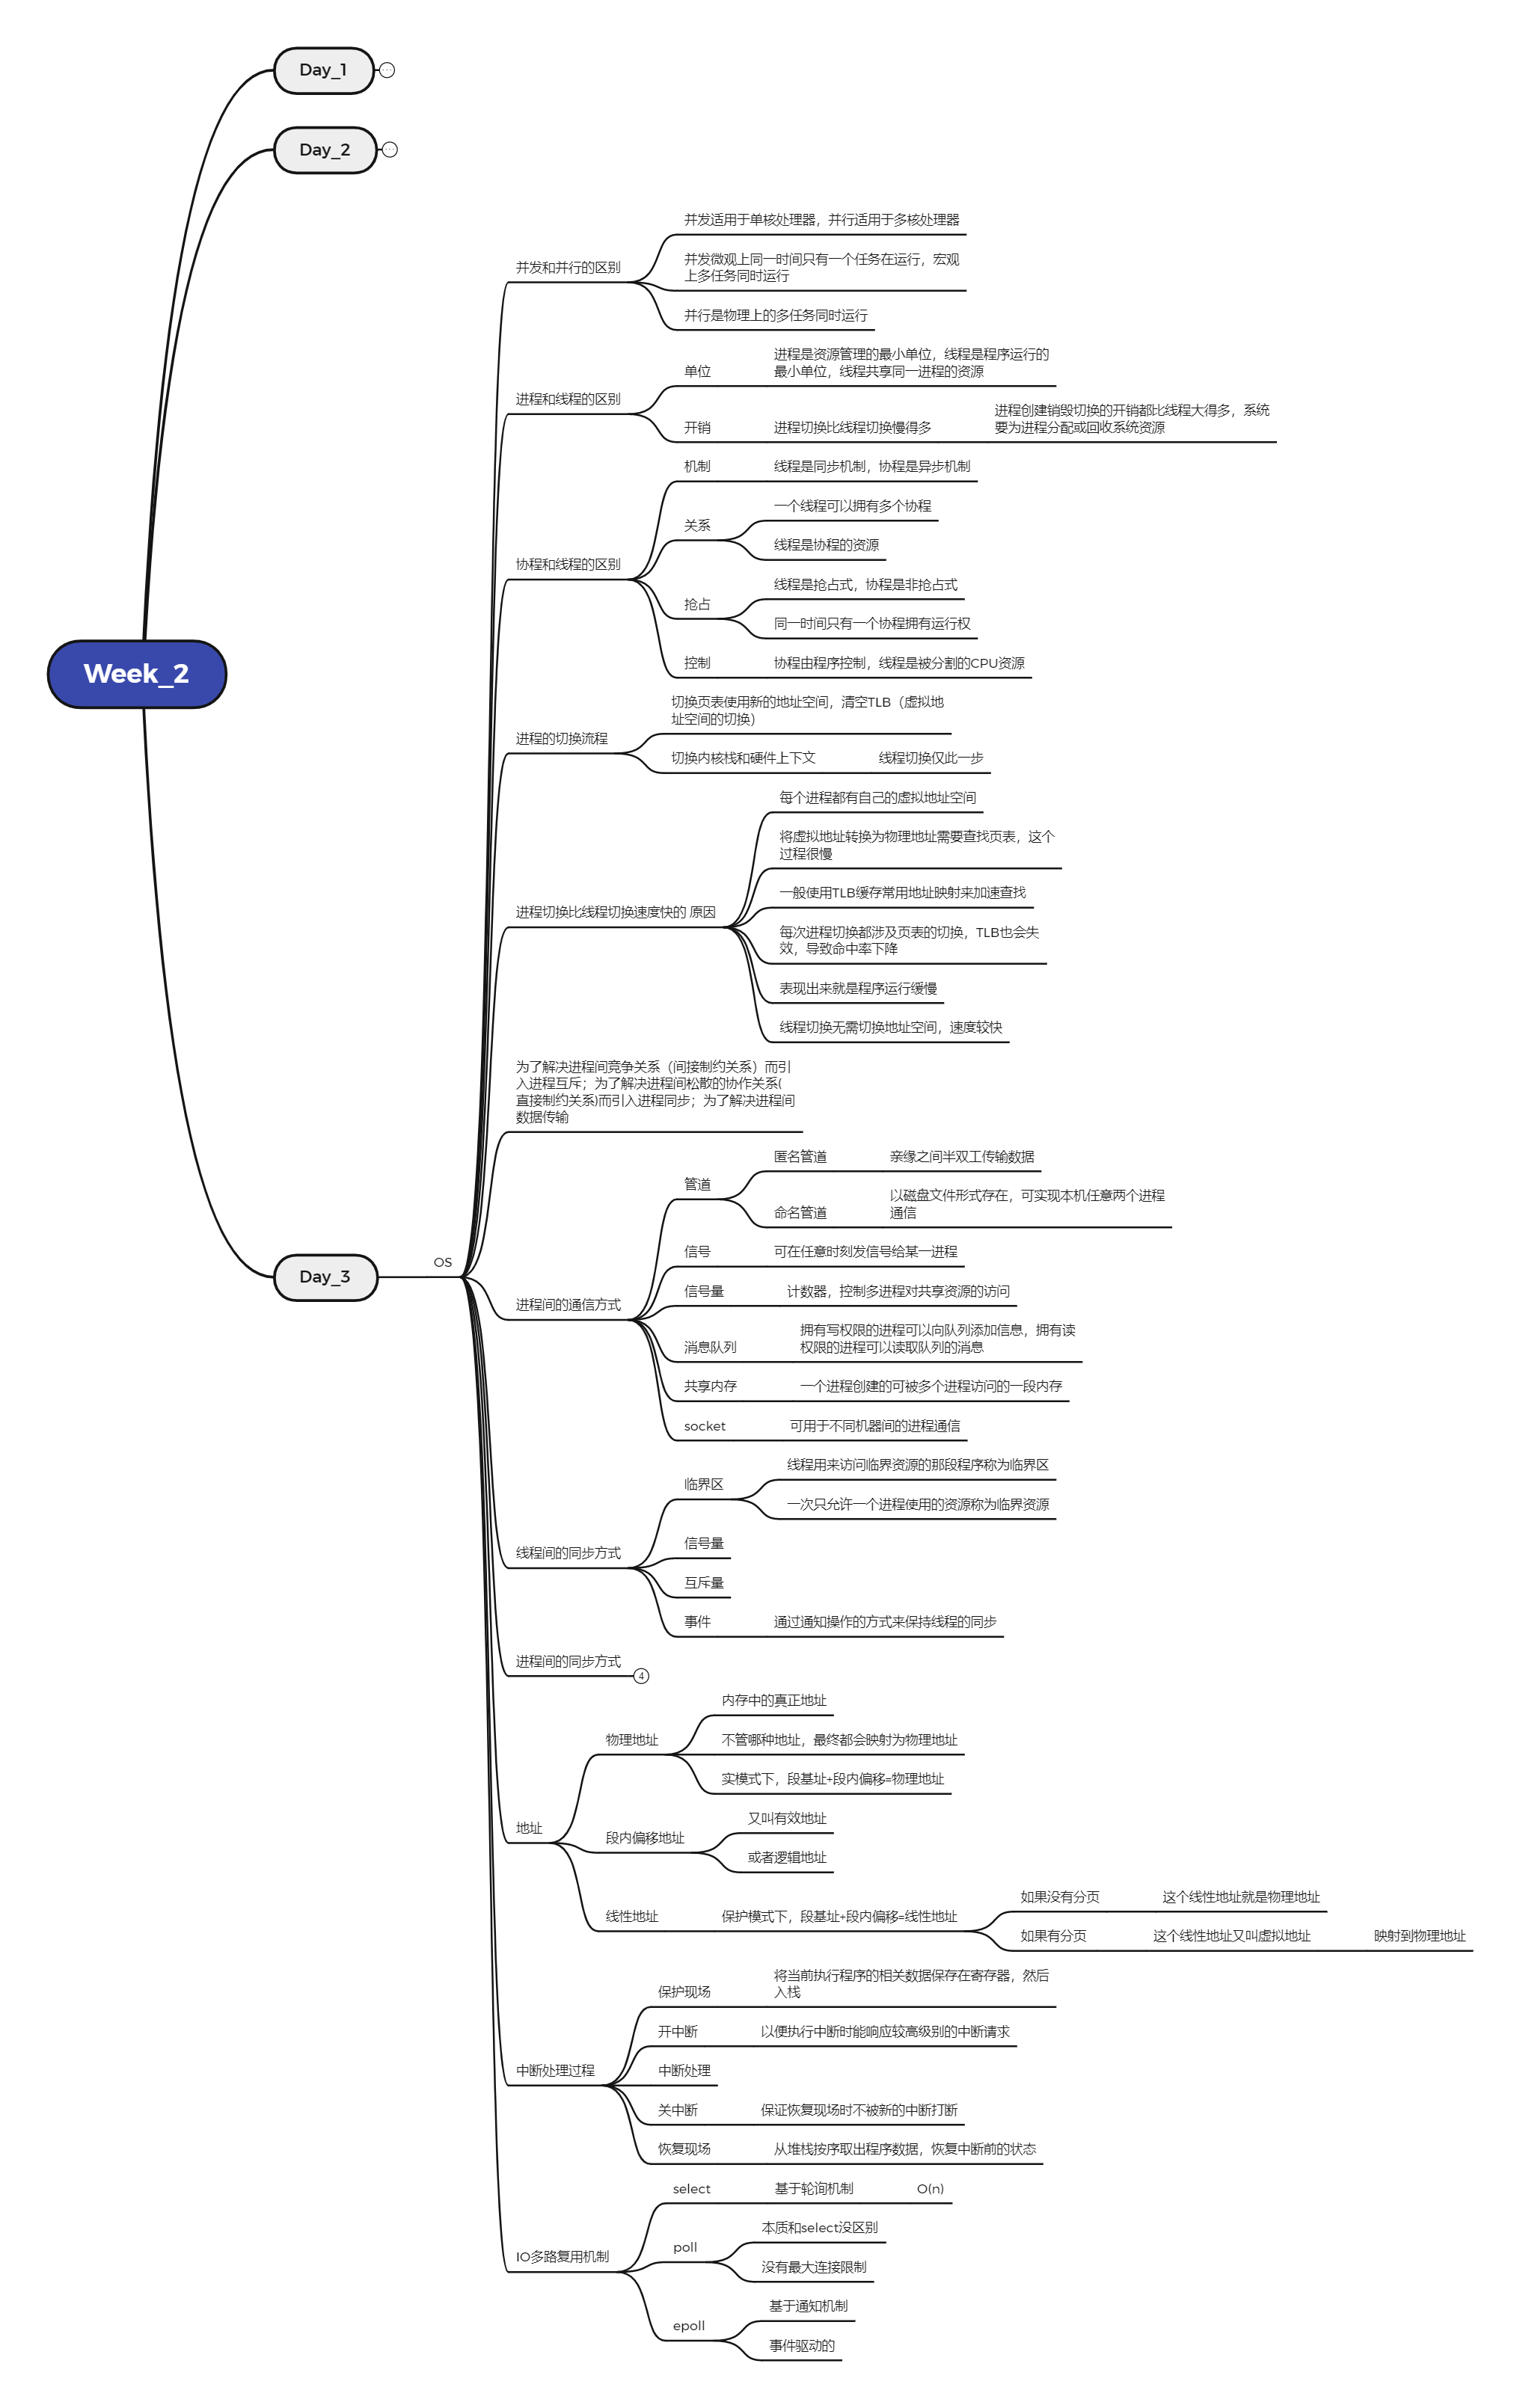 Day_1
Day_2
Week_2
Day_3
OS
并发和并行的区别
并发适用于单核处理器，并行适用于多核处理器
并发微观上同一时间只有一个任务在运行，宏观
上多任务同时运行
并行是物理上的多任务同时运行
进程和线程的区别
单位
进程是资源管理的最小单位，线程是程序运行的
最小单位，线程共享同一进程的资源
开销
进程切换比线程切换慢得多
进程创建销毁切换的开销都比线程大得多，系统
要为进程分配或回收系统资源
协程和线程的区别
机制
线程是同步机制，协程是异步机制
关系
一个线程可以拥有多个协程
线程是协程的资源
抢占
线程是抢占式，协程是非抢占式
同一时间只有一个协程拥有运行权
控制
协程由程序控制，线程是被分割的CPU资源
进程的切换流程
切换页表使用新的地址空间，清空TLB（虚拟地
址空间的切换）
切换内核栈和硬件上下文
线程切换仅此一步
进程切换比线程切换速度快的 原因
每个进程都有自己的虚拟地址空间
将虚拟地址转换为物理地址需要查找页表，这个
过程很慢
一般使用TLB缓存常用地址映射来加速查找
每次进程切换都涉及页表的切换，TLB也会失
效，导致命中率下降
表现出来就是程序运行缓慢
线程切换无需切换地址空间，速度较快
为了解决进程间竞争关系（间接制约关系）而引
入进程互斥；为了解决进程间松散的协作关系(
直接制约关系)而引入进程同步；为了解决进程间
数据传输
进程间的通信方式
管道
匿名管道
亲缘之间半双工传输数据
命名管道
以磁盘文件形式存在，可实现本机任意两个进程
通信
信号
可在任意时刻发信号给某一进程
信号量
计数器，控制多进程对共享资源的访问
消息队列
拥有写权限的进程可以向队列添加信息，拥有读
权限的进程可以读取队列的消息
共享内存
一个进程创建的可被多个进程访问的一段内存
socket
可用于不同机器间的进程通信
线程间的同步方式
临界区
线程用来访问临界资源的那段程序称为临界区
一次只允许一个进程使用的资源称为临界资源
信号量
互斥量
事件
通过通知操作的方式来保持线程的同步
进程间的同步方式
4
地址
物理地址
内存中的真正地址
不管哪种地址，最终都会映射为物理地址
实模式下，段基址+段内偏移=物理地址
段内偏移地址
又叫有效地址
或者逻辑地址
线性地址
保护模式下，段基址+段内偏移=线性地址
如果没有分页
这个线性地址就是物理地址
如果有分页
这个线性地址又叫虚拟地址
映射到物理地址
中断处理过程
保护现场
将当前执行程序的相关数据保存在寄存器，然后
入栈
开中断
以便执行中断时能响应较高级别的中断请求
中断处理
关中断
保证恢复现场时不被新的中断打断
恢复现场
从堆栈按序取出程序数据，恢复中断前的状态
IO多路复用机制
select
基于轮询机制
O(n)
poll
本质和select没区别
没有最大连接限制
epoll
基于通知机制
事件驱动的